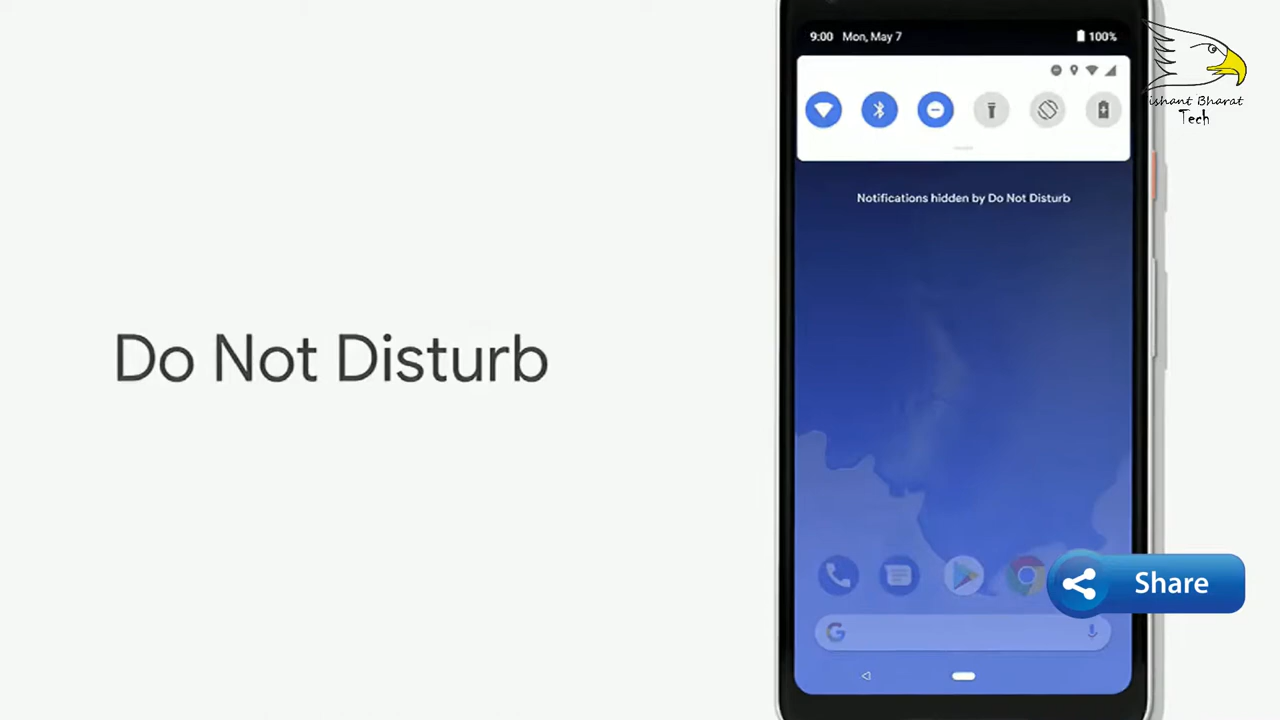 Do Not Disturb
9:00 Mon, May 7
100%
Notifications hidden by Do Not Disturb
ishant Bharat
Tech
Share